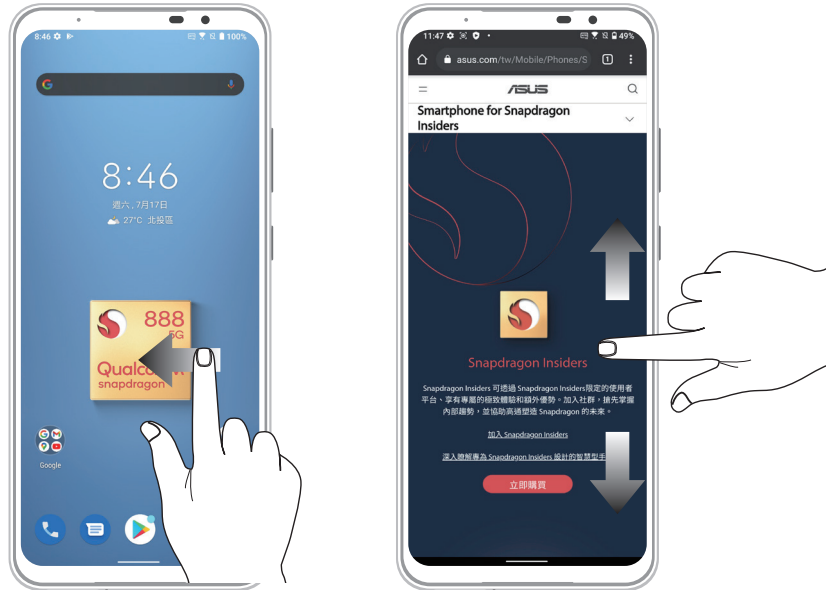 8:46
100%
G
8:46
週六, 7月17日
27°C 北投區
888
5G
Qualc
snapdragon
Google
11:47
49%
asus.com/tw/Mobile/Phones/S
1
ASUS
Smartphone for Snapdragon
Insiders
Snapdragon Insiders
Snapdragon Insiders 可透過 Snapdragon Insiders限定的使用者
平台、享有專屬的極致體驗和額外優勢。加入社群，搶先掌握
內部趨勢，並協助高通塑造 Snapdragon 的未來。
加入 Snapdragon Insiders
深入瞭解專為 Snapdragon Insiders 設計的智慧型手
立即購買